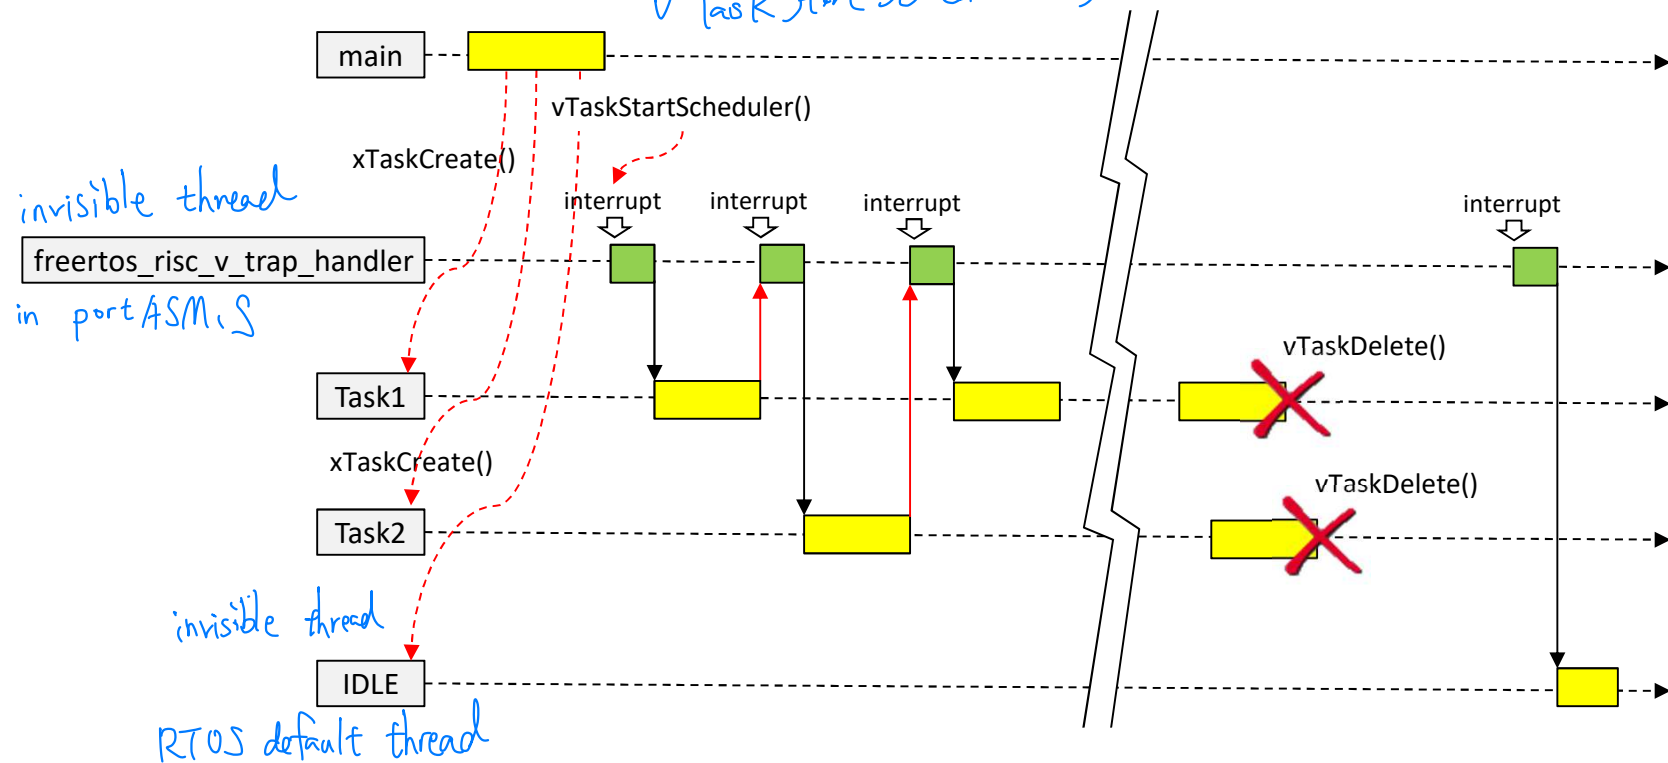 main
vTaskStartScheduler()
xTaskCreate()
invisible thread
interrupt
interrupt
interrupt
interrupt
freertos_risc_v_trap_handler
in portASM.S
vTaskDelete()
Task1
xTaskCreate()
vTaskDelete()
Task2
invisible thread
IDLE
RTOS default thread